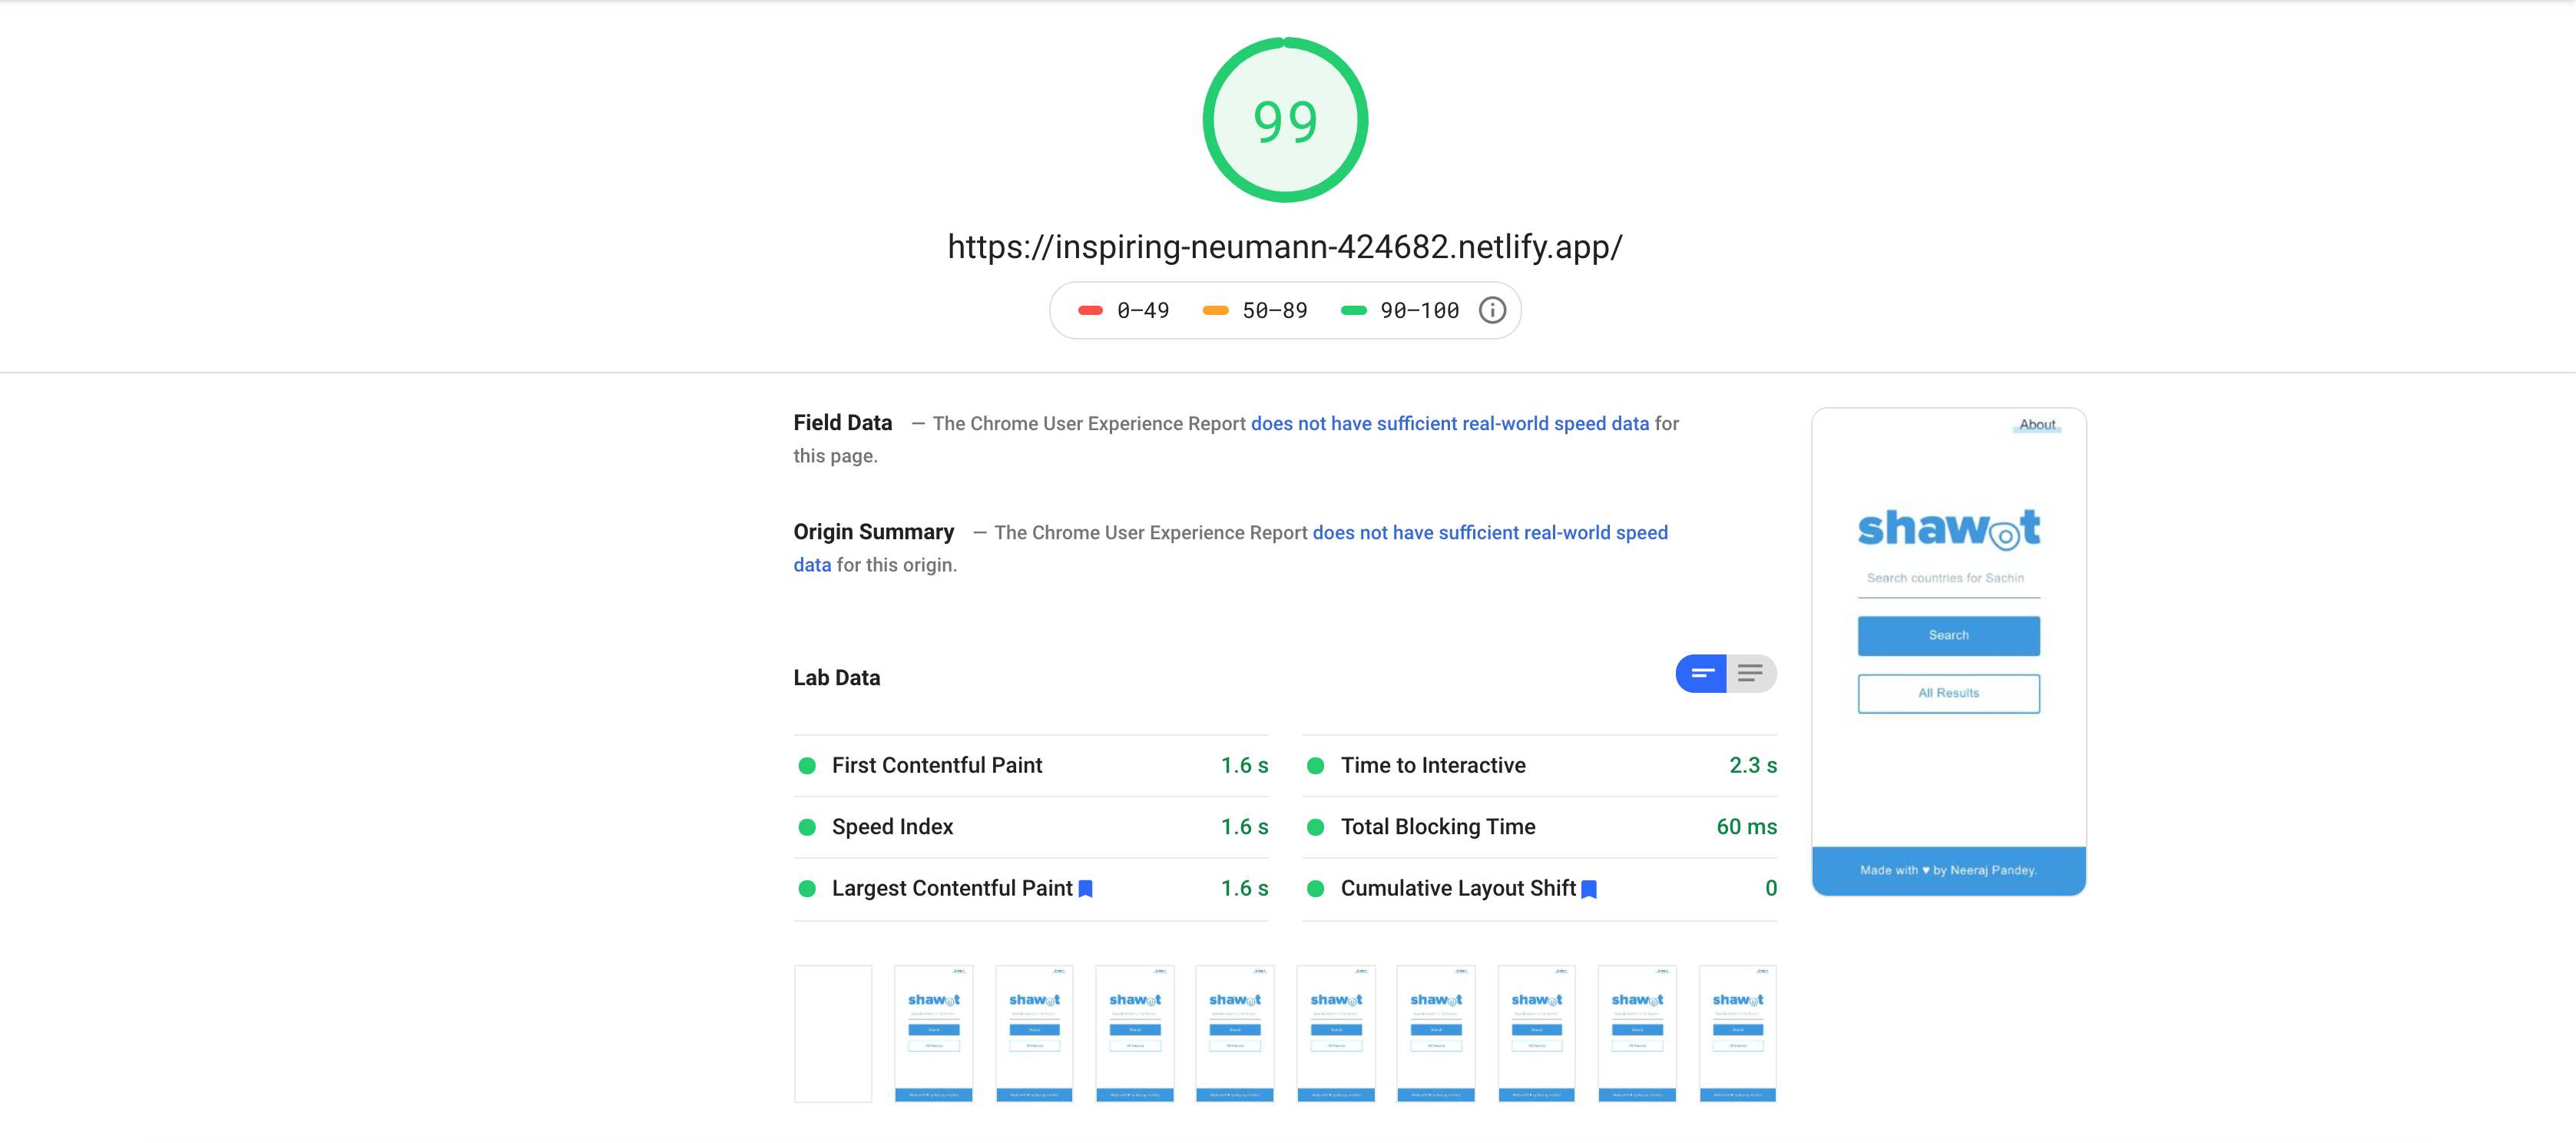 99
https://inspiring-neumann-424682.netlify.app/
0–49 50–89 90–100
Field Data — The Chrome User Experience Report does not have sufficient real-world speed data for
this page.
Origin Summary — The Chrome User Experience Report does not have sufficient real-world speed
data for this origin.
Lab Data
First Contentful Paint 1.6 s
Time to Interactive 2.3 s
Speed Index 1.6 s
Total Blocking Time 60 ms
Largest Contentful Paint 1.6 s
Cumulative Layout Shift 0
About
shawot
Search countries for Sachin
Search
All Results
Made with ♥ by Neeraj Pandey.
shawot
shawot
shawot
shawot
shawot
shawot
shawot
shawot
shawot